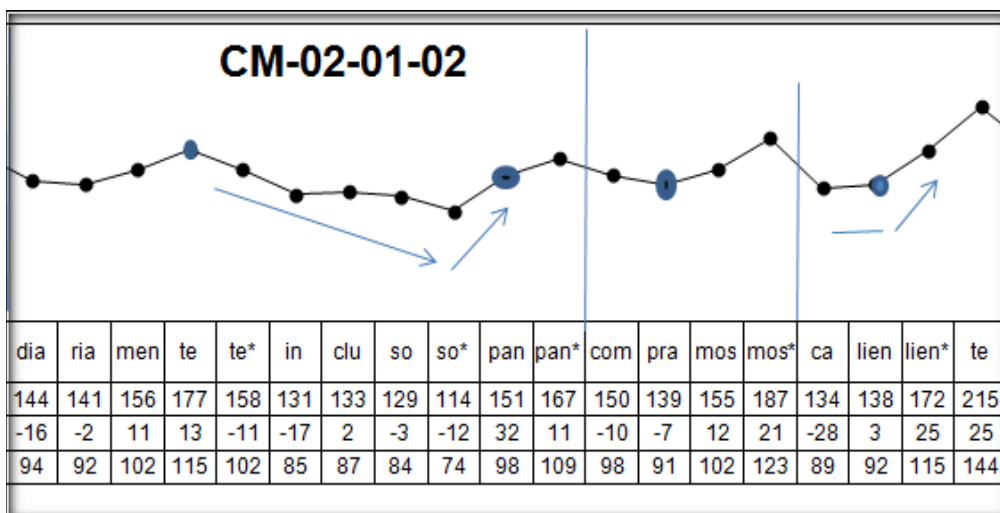 CM-02-01-02
dia ria men te te* in clu so so* pan pan* com pra mos mos* ca lien lien* te
144 141 156 177 158 131 133 129 114 151 167 150 139 155 187 134 138 172 215
-16 -2 11 13 -11 -17 2 -3 -12 32 11 -10 -7 12 21 -28 3 25 25
94 92 102 115 102 85 87 84 74 98 109 98 91 102 123 89 92 115 144